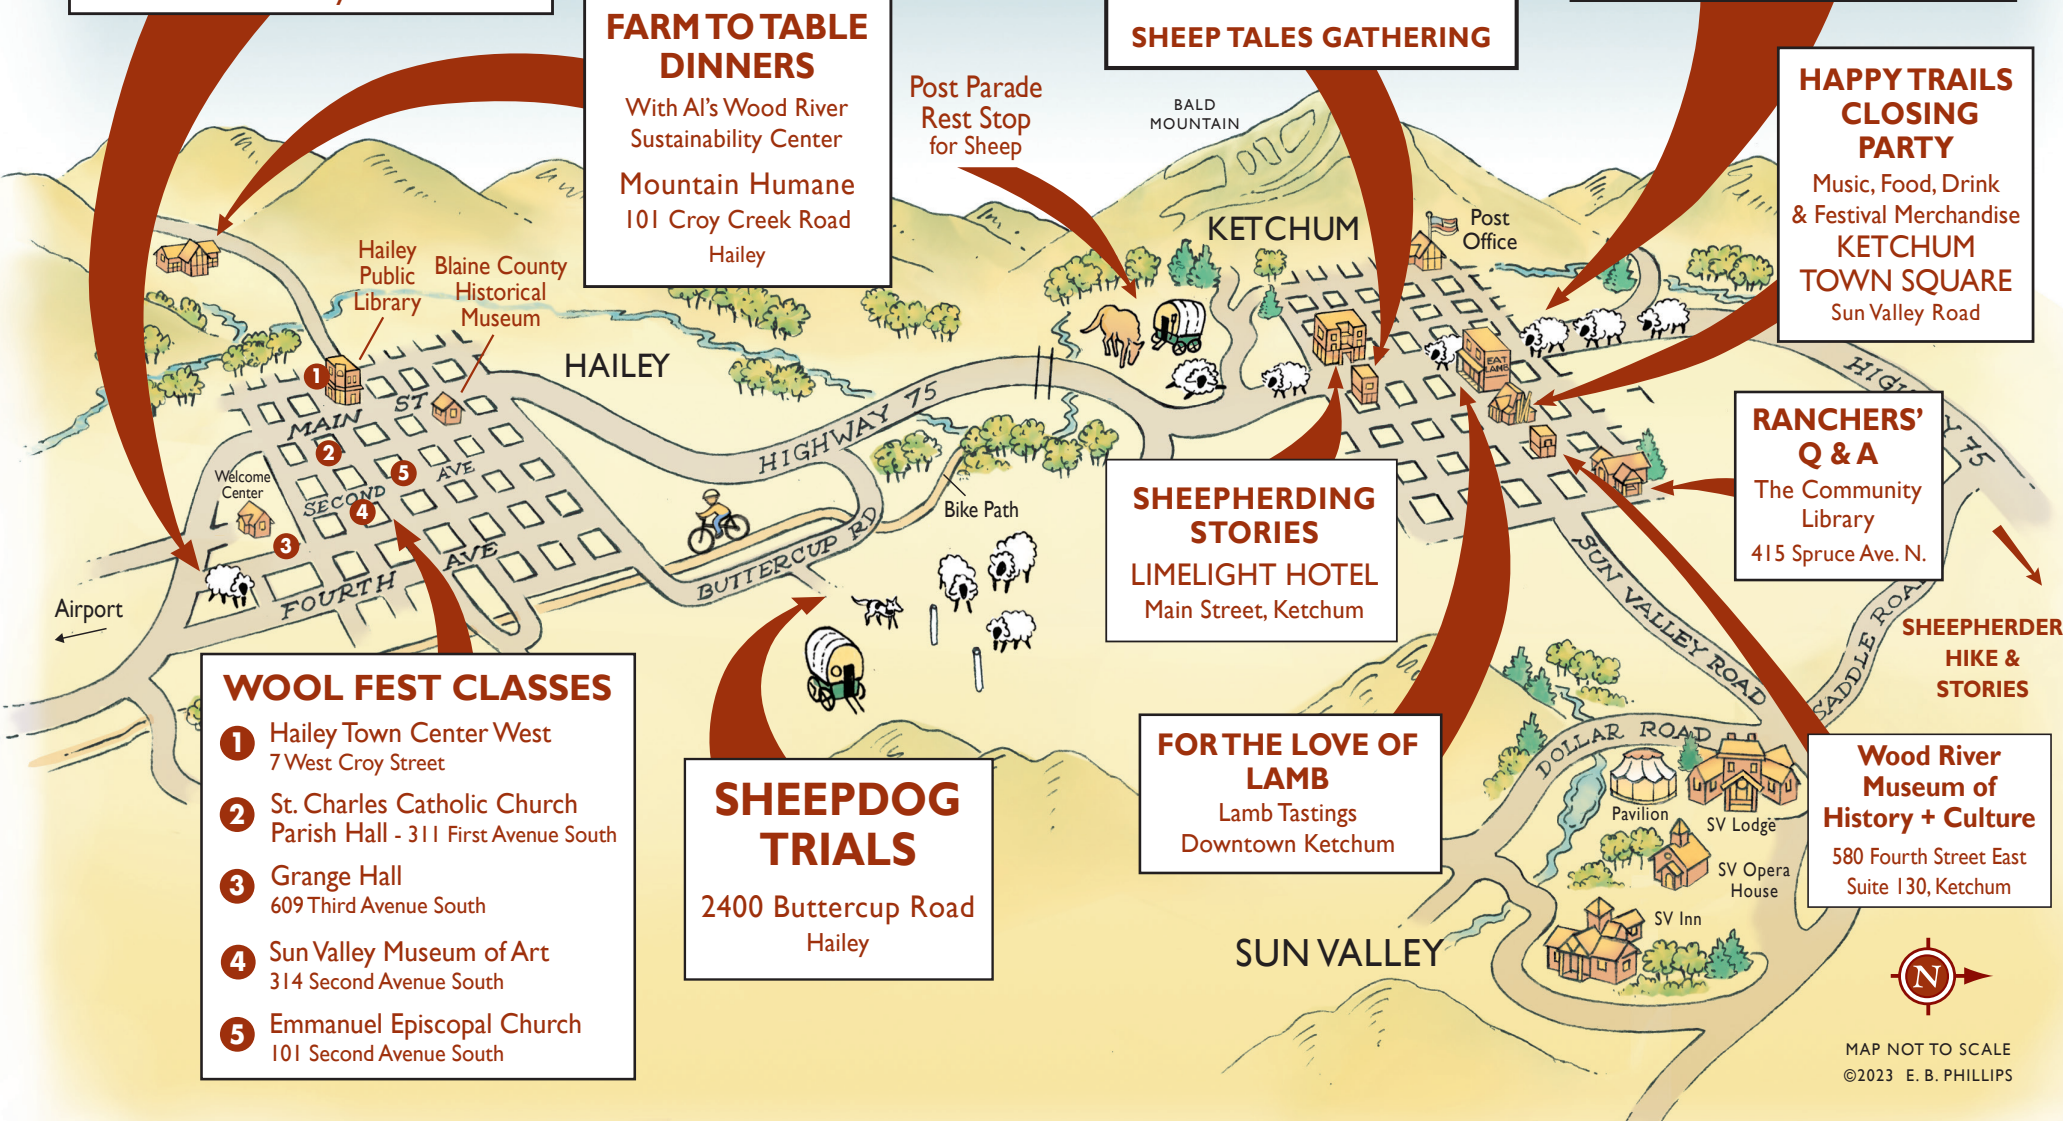 FARM TO TABLE
DINNERS
With Al's Wood River
Sustainability Center
Mountain Humane
101 Croy Creek Road
Hailey
Post Parade
Rest Stop
for Sheep
SHEEP TALES GATHERING
BALD
MOUNTAIN
HAPPY TRAILS
CLOSING
PARTY
Music, Food, Drink
& Festival Merchandise
KETCHUM
TOWN SQUARE
Sun Valley Road
KETCHUM
Post
Office
Hailey
Public
Library
Blaine County
Historical
Museum
HAILEY
1
MAIN ST
2
5
SECOND AVE
4
3
FOURTH AVE
Welcome
Center
Airport
HIGHWAY 75
BUTTERCUP RD
Bike Path
EAT
LAMB
HIGHWAY 75
RANCHERS'
Q & A
The Community
Library
415 Spruce Ave. N.
SHEEPHERDING
STORIES
LIMELIGHT HOTEL
Main Street, Ketchum
SUN VALLEY ROAD
SADDLE ROAD
SHEEPHERDER
HIKE &
STORIES
WOOL FEST CLASSES
1 Hailey Town Center West
7 West Croy Street
2 St. Charles Catholic Church
Parish Hall - 311 First Avenue South
3 Grange Hall
609 Third Avenue South
4 Sun Valley Museum of Art
314 Second Avenue South
5 Emmanuel Episcopal Church
101 Second Avenue South
SHEEPDOG
TRIALS
2400 Buttercup Road
Hailey
FOR THE LOVE OF
LAMB
Lamb Tastings
Downtown Ketchum
DOLLAR ROAD
Pavilion
SV Lodge
SV Opera
House
SV Inn
SUN VALLEY
Wood River
Museum of
History + Culture
580 Fourth Street East
Suite 130, Ketchum
N
MAP NOT TO SCALE
©2023 E. B. PHILLIPS